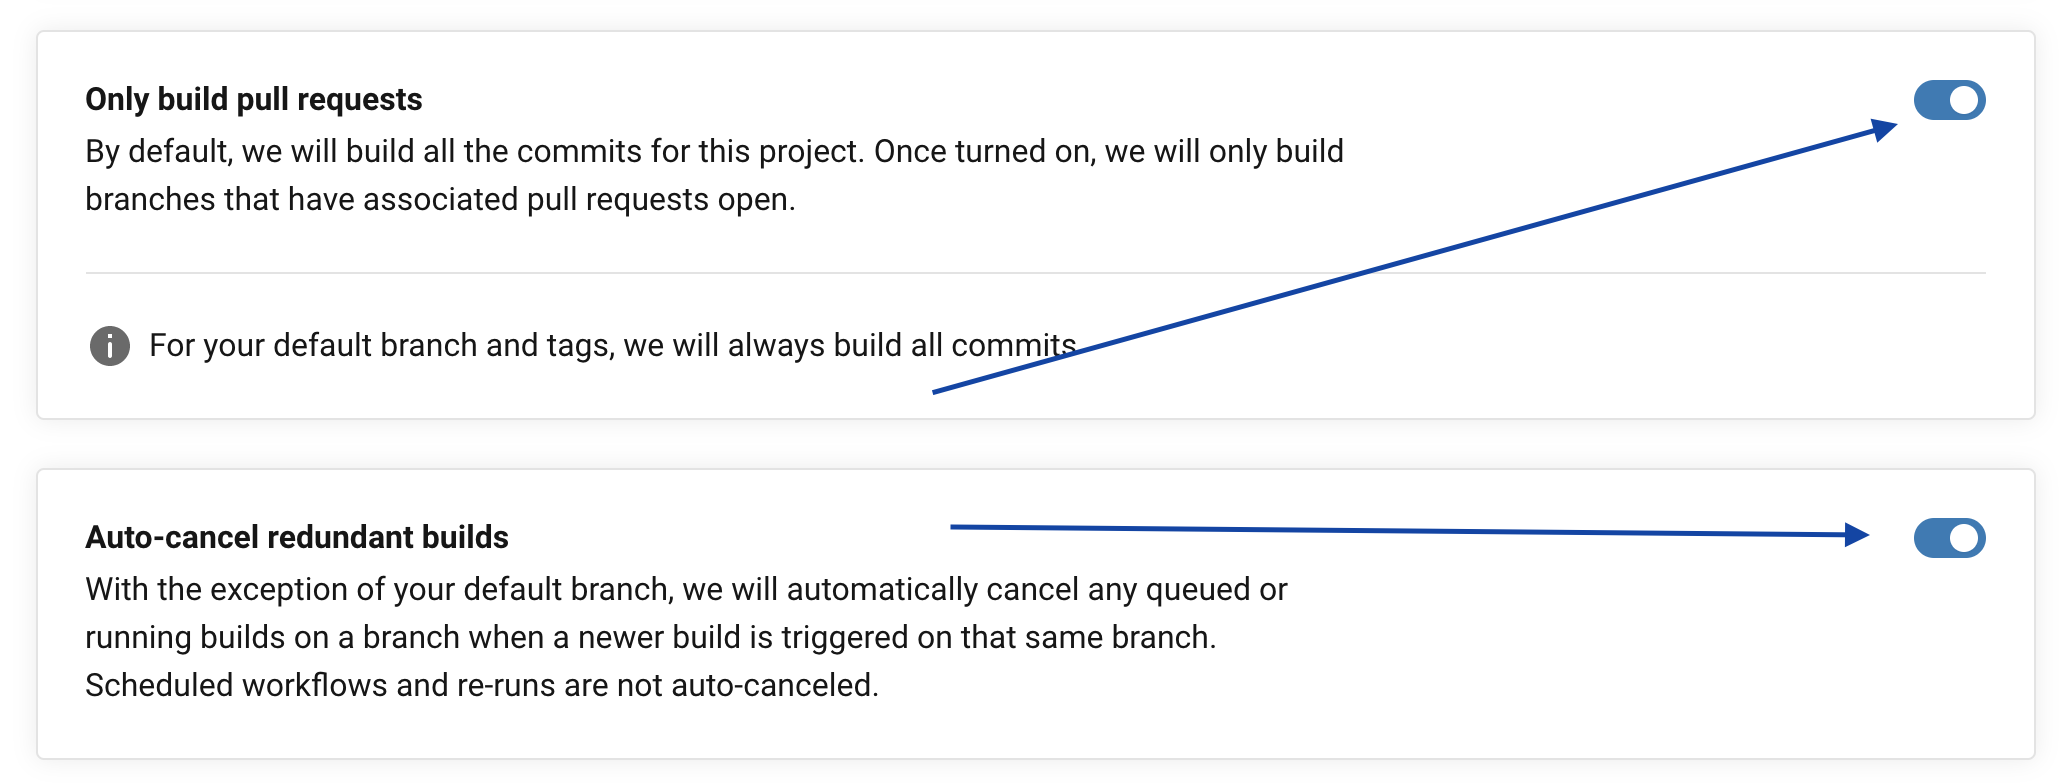 Only build pull requests
By default, we will build all the commits for this project. Once turned on, we will only build
branches that have associated pull requests open.
For your default branch and tags, we will always build all commits
Auto-cancel redundant builds
With the exception of your default branch, we will automatically cancel any queued or
running builds on a branch when a newer build is triggered on that same branch.
Scheduled workflows and re-runs are not auto-canceled.